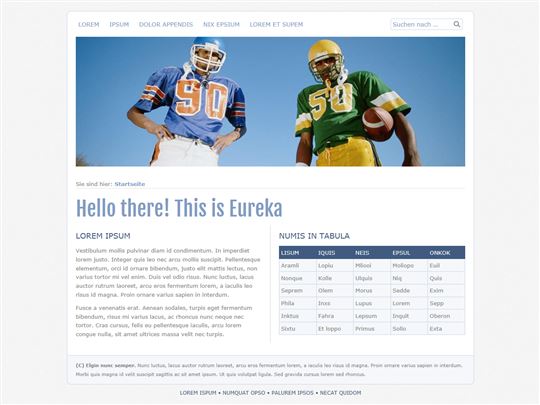 LOREM IPSUM DOLOR APPENDIS NIX EPSIUM LOREM ET SUPEM
Suchen nach ...
90
50
Sie sind hier: Startseite
Hello there! This is Eureka
LOREM IPSUM
Vestibulum mollis pulvinar diam id condimentum. In imperdiet
lorem justo. Integer quis leo nec arcu mollis suscipit. Pellentesque
elementum, orci id ornare bibendum, justo elit mattis lectus, non
varius tortor mi vel enim. Duis vel odio risus. Nunc luctus, lacus
auctor rutrum laoreet, arcu eros fermentum lorem, a iaculis leo
risus id magna. Proin ornare varius sapien in interdum.
Fusce a venenatis erat. Aenean sodales, turpis eget fermentum
bibendum, risus mi varius lacus, ac rhoncus nunc neque nec
tortor. Cras cursus, felis eu pellentesque iaculis, arcu lorem
congue nulla, sit amet dapibus massa velit nec turpis.
NUMIS IN TABULA
LISUM IQUIS NEIS EPSUL ONKOK
Aramli Lopiu Milooi Moliope Euil
Nonque Kolle Ulquis Niq Quis
Seprem Olem Morus Sedde Exim
Phila Inxs Lupus Lorem Sepp
Inktus Fahra Lepsum Inquit Oberon
Sixtu Et loppo Primus Solio Exta
(C) Elgin nunc semper. Nunc luctus, lacus auctor rutrum laoreet, arcu eros fermentum lorem, a iaculis leo risus id magna. Proin ornare varius sapien in interdum.
Morbi quis magna id velit suscipit sagittis ac sit amet ipsum. Ut quis volutpat ligula. Sed gravida cursus lorem sed rhoncus.
LOREM ISPUM • NUMQUAT OPSO • PALUREM IPSOS • NECAT QUIDOM